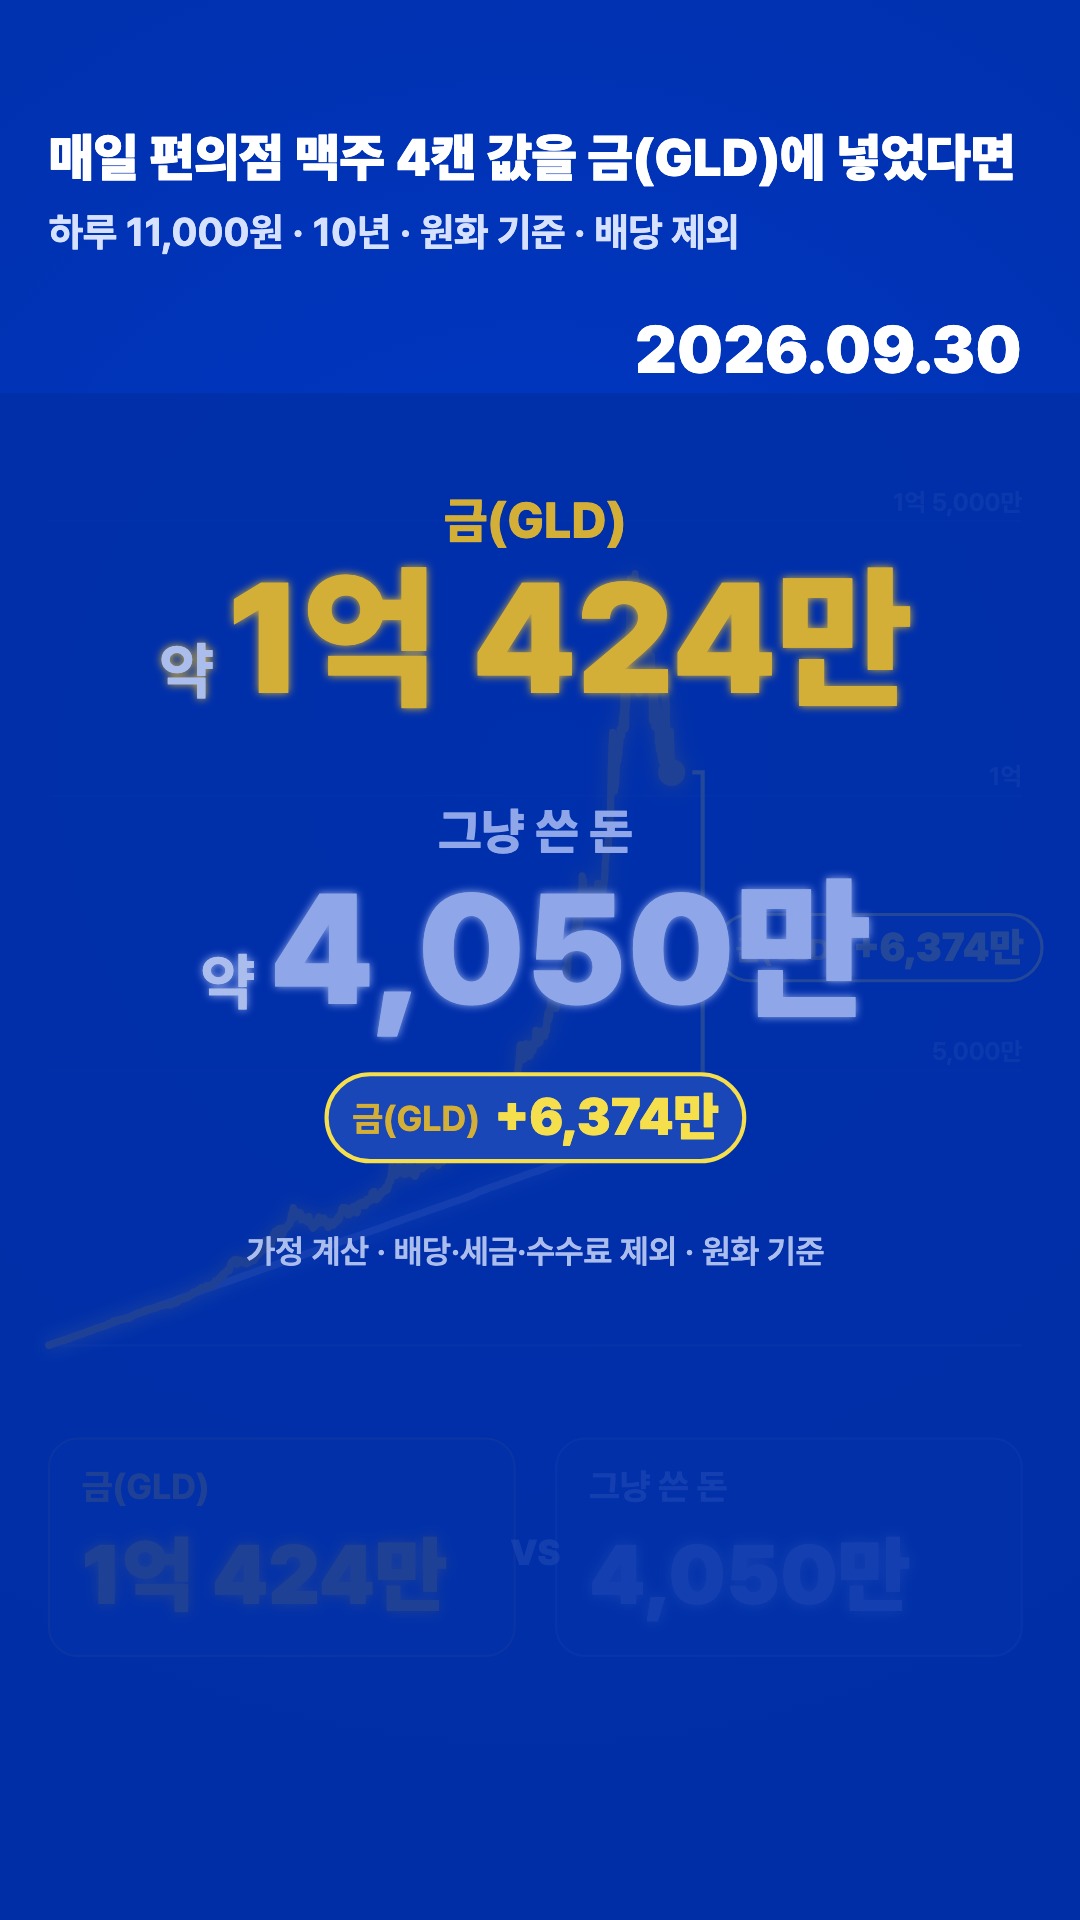 매일 편의점 맥주 4캔 값을 금(GLD)에 넣었다면
하루 11,000원 · 10년 · 원화 기준 · 배당 제외
2026.09.30
1억 5,000만
금(GLD)
약 1억 424만
1억
그냥 쓴 돈
약 4,050만
+6,374만
5,000만
금(GLD) +6,374만
가정 계산 · 배당·세금·수수료 제외 · 원화 기준
금(GLD)
1억 424만
VS
그냥 쓴 돈
4,050만